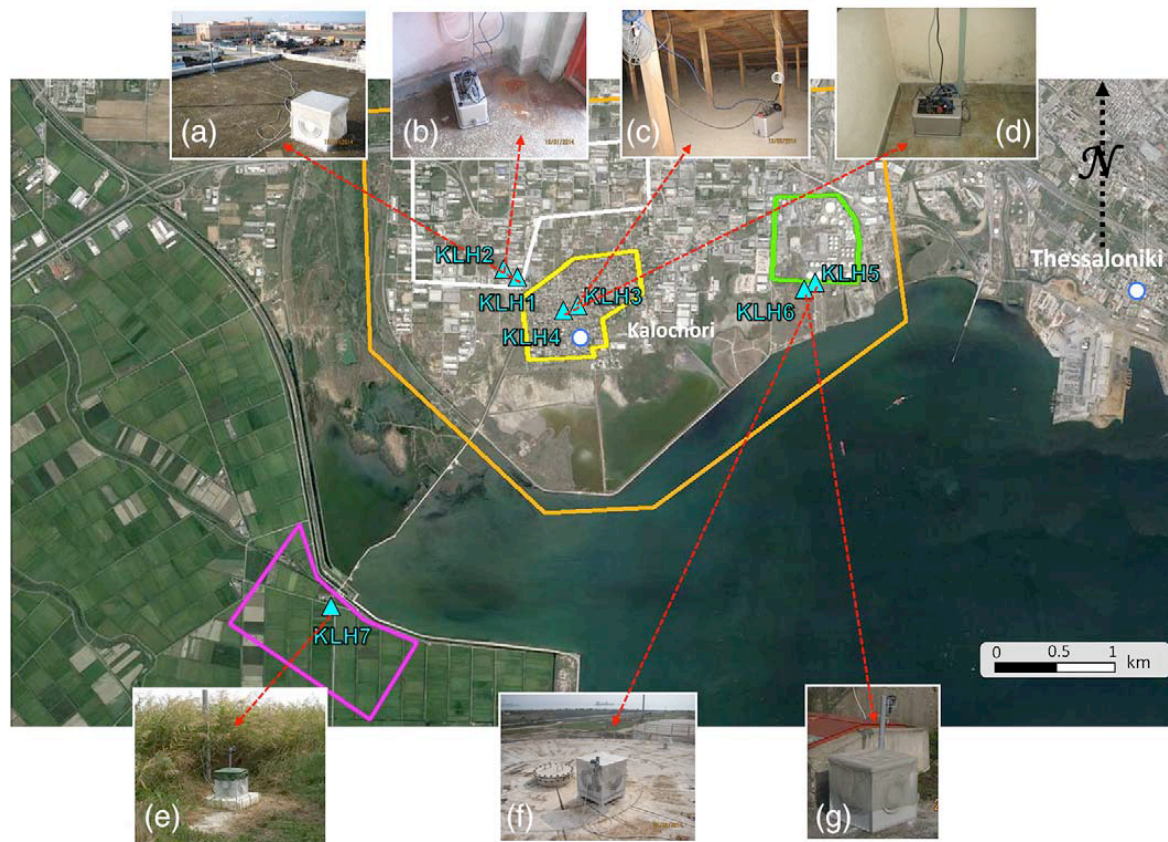 (a)
(b)
(c)
(d)
N
KLH2
KLH1
KLH3
KLH4
Kalochori
KLH5
KLH6
Thessaloniki
KLH7
0 0.5 1
km
(e)
(f)
(g)